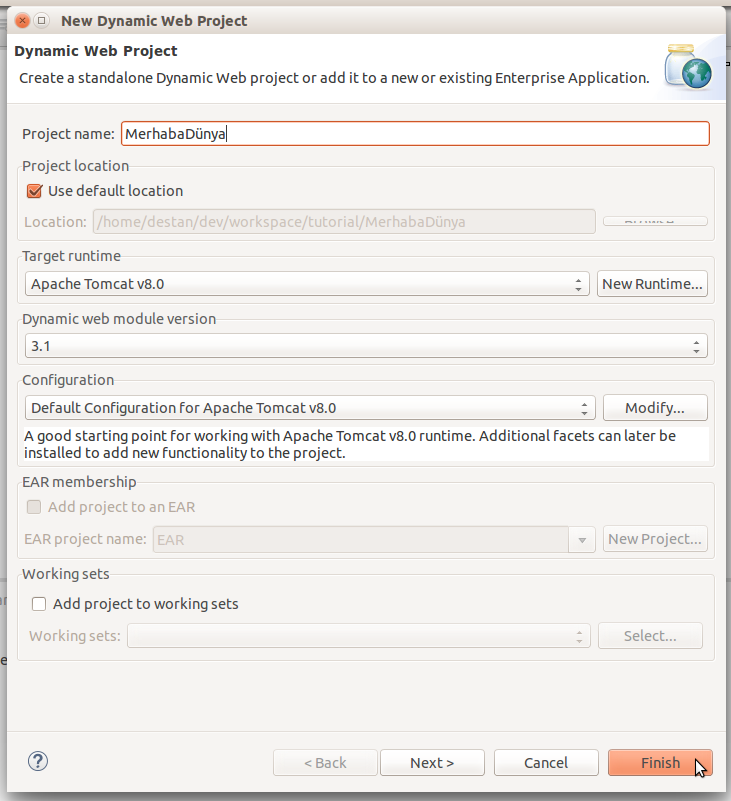 New Dynamic Web Project
Dynamic Web Project
Create a standalone Dynamic Web project or add it to a new or existing Enterprise Application.
Project name: MerhabaDünya
Project location
Use default location
Location: /home/destan/dev/workspace/tutorial/MerhabaDünya
Target runtime
Apache Tomcat v8.0 New Runtime...
Dynamic web module version
3.1
Configuration
Default Configuration for Apache Tomcat v8.0 Modify...
A good starting point for working with Apache Tomcat v8.0 runtime. Additional facets can later be
installed to add new functionality to the project.
EAR membership
Add project to an EAR
EAR project name: EAR New Project...
Working sets
Add project to working sets
Working sets: Select...
? < Back Next > Cancel Finish